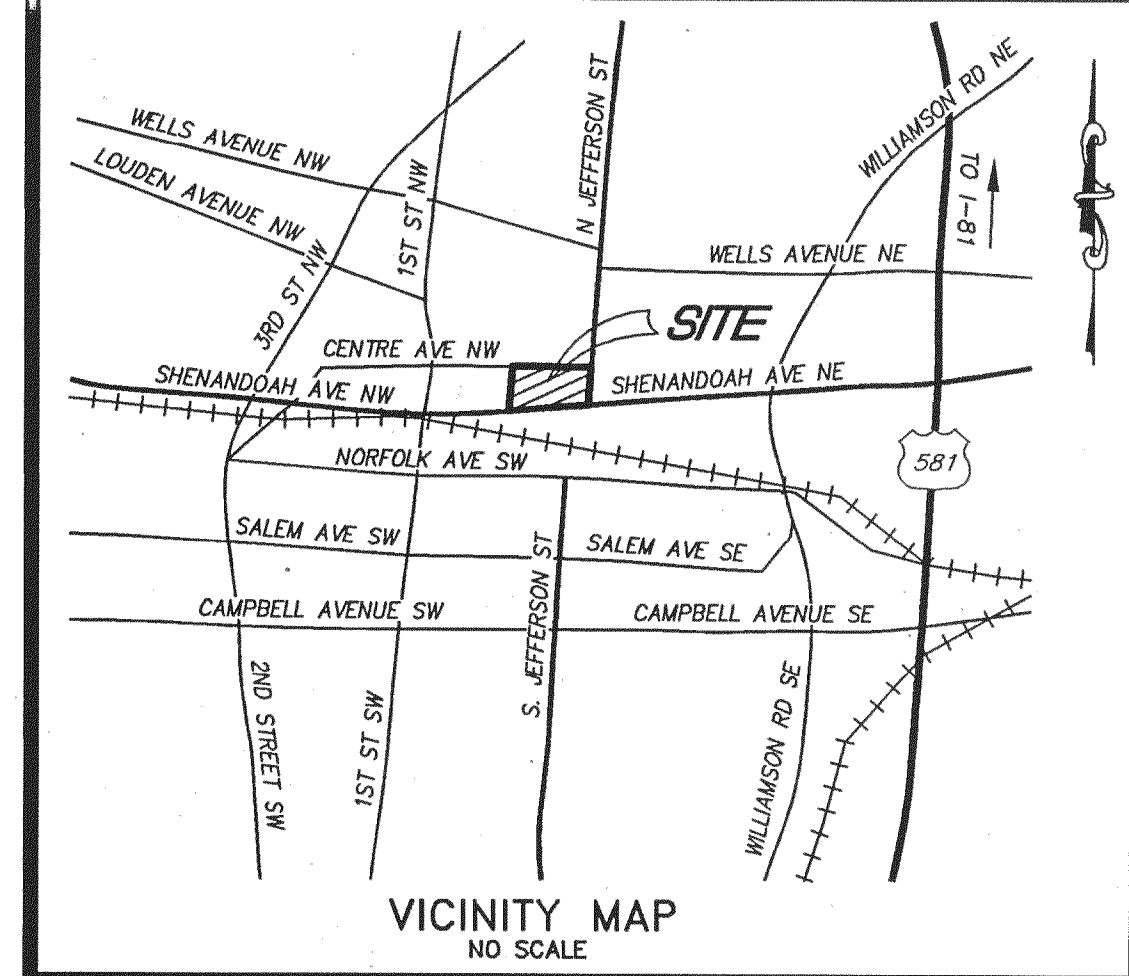 WELLS AVENUE NW
LOUDEN AVENUE NW
3RD ST NW
1ST ST NW
N JEFFERSON ST
WILLIAMSON RD NE
TO I-81
WELLS AVENUE NE
SITE
CENTRE AVE NW
SHENANDOAH AVE NW
SHENANDOAH AVE NE
NORFOLK AVE SW
581
SALEM AVE SW
SALEM AVE SE
CAMPBELL AVENUE SW
CAMPBELL AVENUE SE
S. JEFFERSON ST
2ND STREET SW
1ST ST SW
WILLIAMSON RD SE
VICINITY MAP
NO SCALE